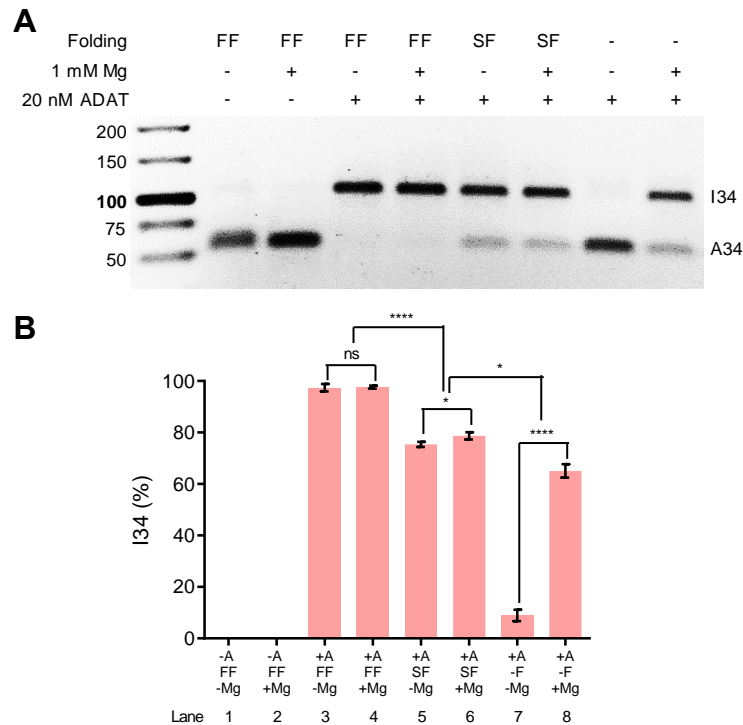 A
Folding FF FF FF FF SF SF - -
1 mM Mg - + - + - + - +
20 nM ADAT - - + + + + + +
200
150
100 I34
75
50 A34
B
****
ns
*
*
****
I34 (%)
100
80
60
40
20
0
-A -A +A +A +A +A +A +A
FF FF FF FF SF SF -F -F
-Mg +Mg -Mg +Mg -Mg +Mg -Mg +Mg
Lane 1 2 3 4 5 6 7 8